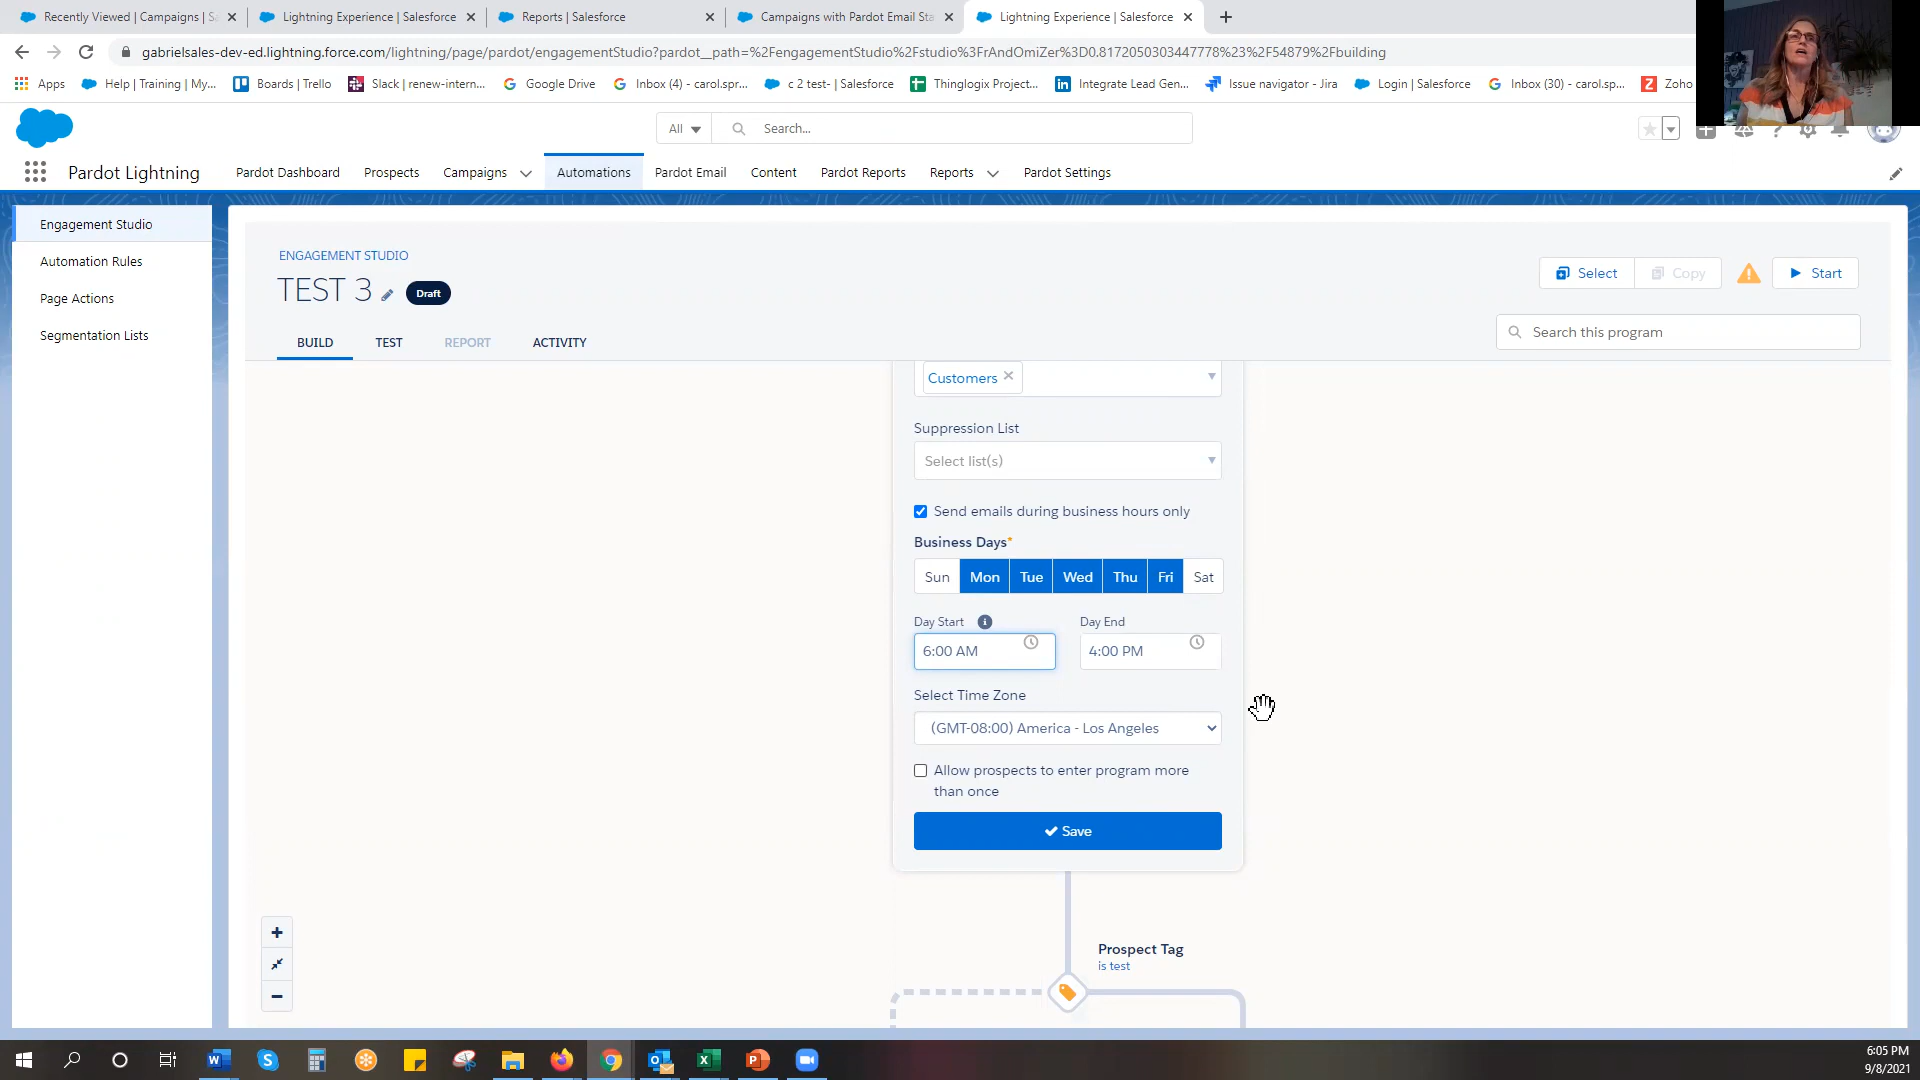 Recently Viewed | Campaigns | Sa
Lightning Experience | Salesforce
Reports | Salesforce
Campaigns with Pardot Email Sta
Lightning Experience | Salesforce
gabrielsales-dev-ed.lightning.force.com/lightning/page/pardot/engagementStudio?pardot__path=%2FengagementStudio%2Fstudio%3FrAndOmiZer%3D0.8172050303447778%23%2F54879%2Fbuilding
Apps
Help | Training | My...
Boards | Trello
Slack | renew-intern...
Google Drive
Inbox (4) - carol.spr...
c 2 test- | Salesforce
Thinglogix Project...
Integrate Lead Gen...
Issue navigator - Jira
Login | Salesforce
Inbox (30) - carol.sp...
Zoho
All
Search...
Pardot Lightning
Pardot Dashboard
Prospects
Campaigns
Automations
Pardot Email
Content
Pardot Reports
Reports
Pardot Settings
Engagement Studio
Automation Rules
Page Actions
Segmentation Lists
ENGAGEMENT STUDIO
TEST 3
Draft
Select
Copy
Start
BUILD
TEST
REPORT
ACTIVITY
Search this program
Customers
Suppression List
Select list(s)
Send emails during business hours only
Business Days*
Sun Mon Tue Wed Thu Fri Sat
Day Start
Day End
6:00 AM
4:00 PM
Select Time Zone
(GMT-08:00) America - Los Angeles
Allow prospects to enter program more
than once
Save
Prospect Tag
is test
6:05 PM
9/8/2021